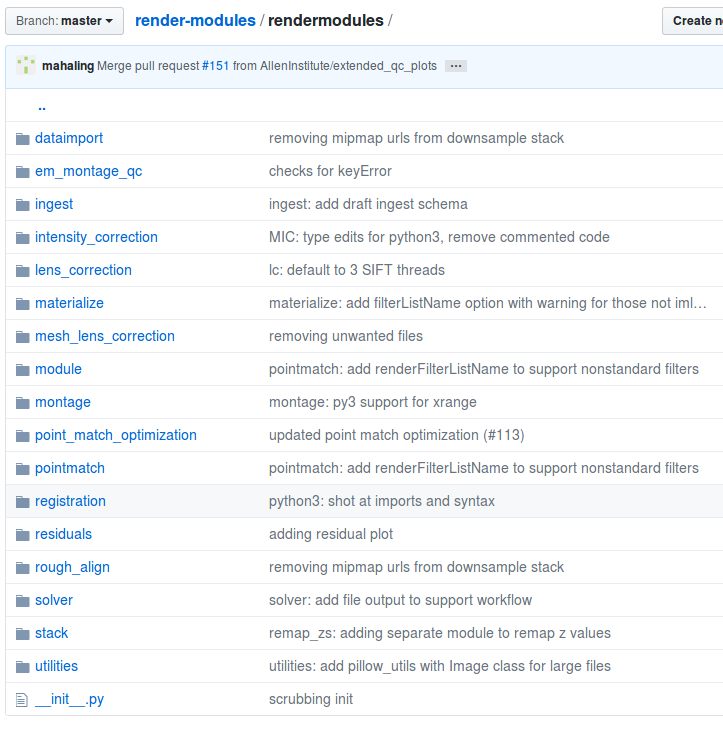 Branch: master render-modules / rendermodules / Create n
mahaling Merge pull request #151 from AllenInstitute/extended_qc_plots ...
..
dataimport removing mipmap urls from downsample stack
em_montage_qc checks for keyError
ingest ingest: add draft ingest schema
intensity_correction MIC: type edits for python3, remove commented code
lens_correction lc: default to 3 SIFT threads
materialize materialize: add filterListName option with warning for those not iml…
mesh_lens_correction removing unwanted files
module pointmatch: add renderFilterListName to support nonstandard filters
montage montage: py3 support for xrange
point_match_optimization updated point match optimization (#113)
pointmatch pointmatch: add renderFilterListName to support nonstandard filters
registration python3: shot at imports and syntax
residuals adding residual plot
rough_align removing mipmap urls from downsample stack
solver solver: add file output to support workflow
stack remap_zs: adding separate module to remap z values
utilities utilities: add pillow_utils with Image class for large files
__init__.py scrubbing init